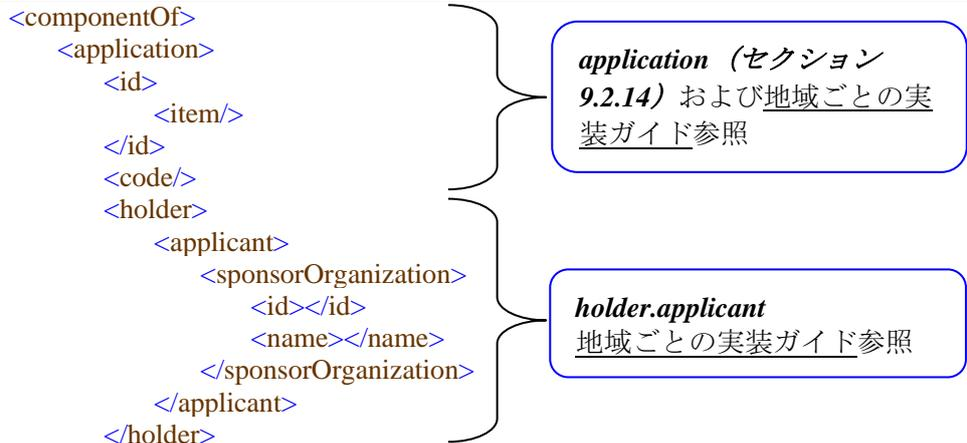 <componentOf>
<application>
<id>
<item/>
</id>
<code/>
<holder>
<applicant>
<sponsorOrganization>
<id></id>
<name></name>
</sponsorOrganization>
</applicant>
</holder>
application（セクション
9.2.14）および地域ごとの実
装ガイド参照
holder.applicant
地域ごとの実装ガイド参照